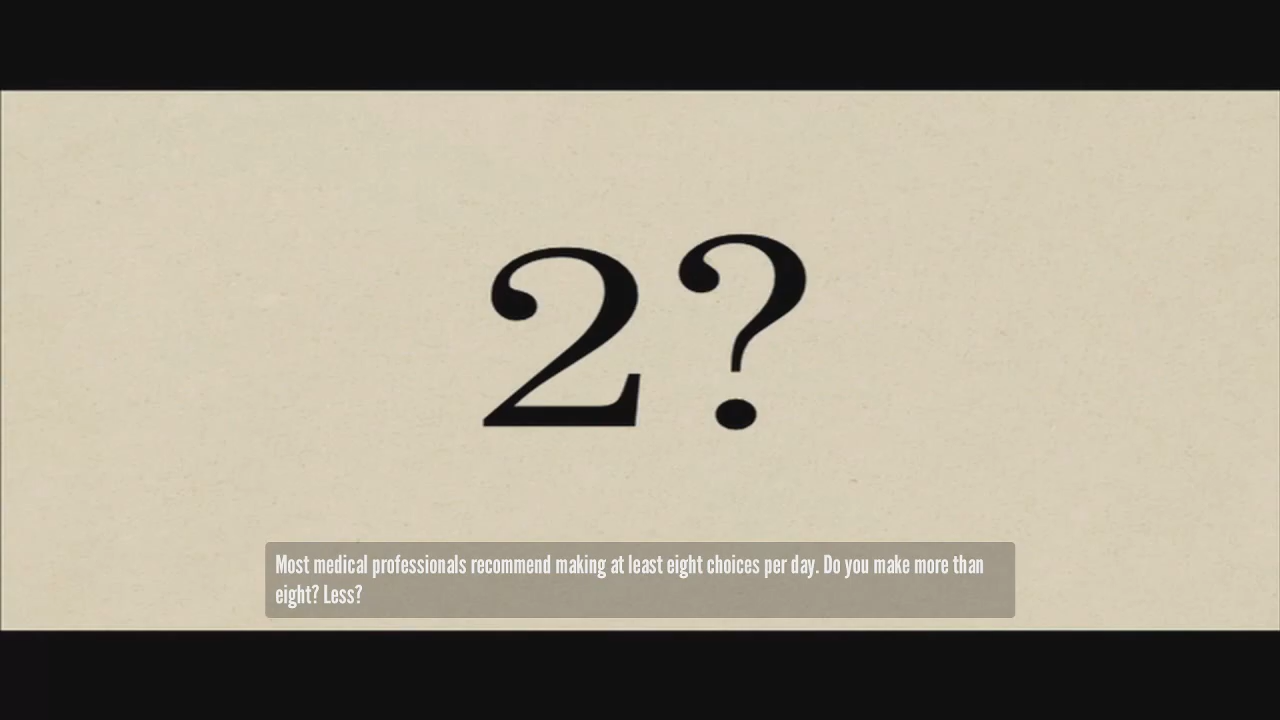 2?
Most medical professionals recommend making at least eight choices per day. Do you make more than
eight? Less?